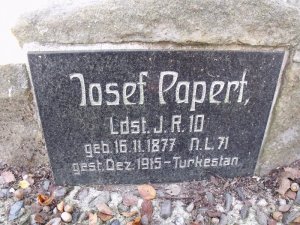 Josef Papert,
Ldst. J. R. 10
geb. 16.11.1877 N.L. 71
gest. Dez. 1915-Turkestan